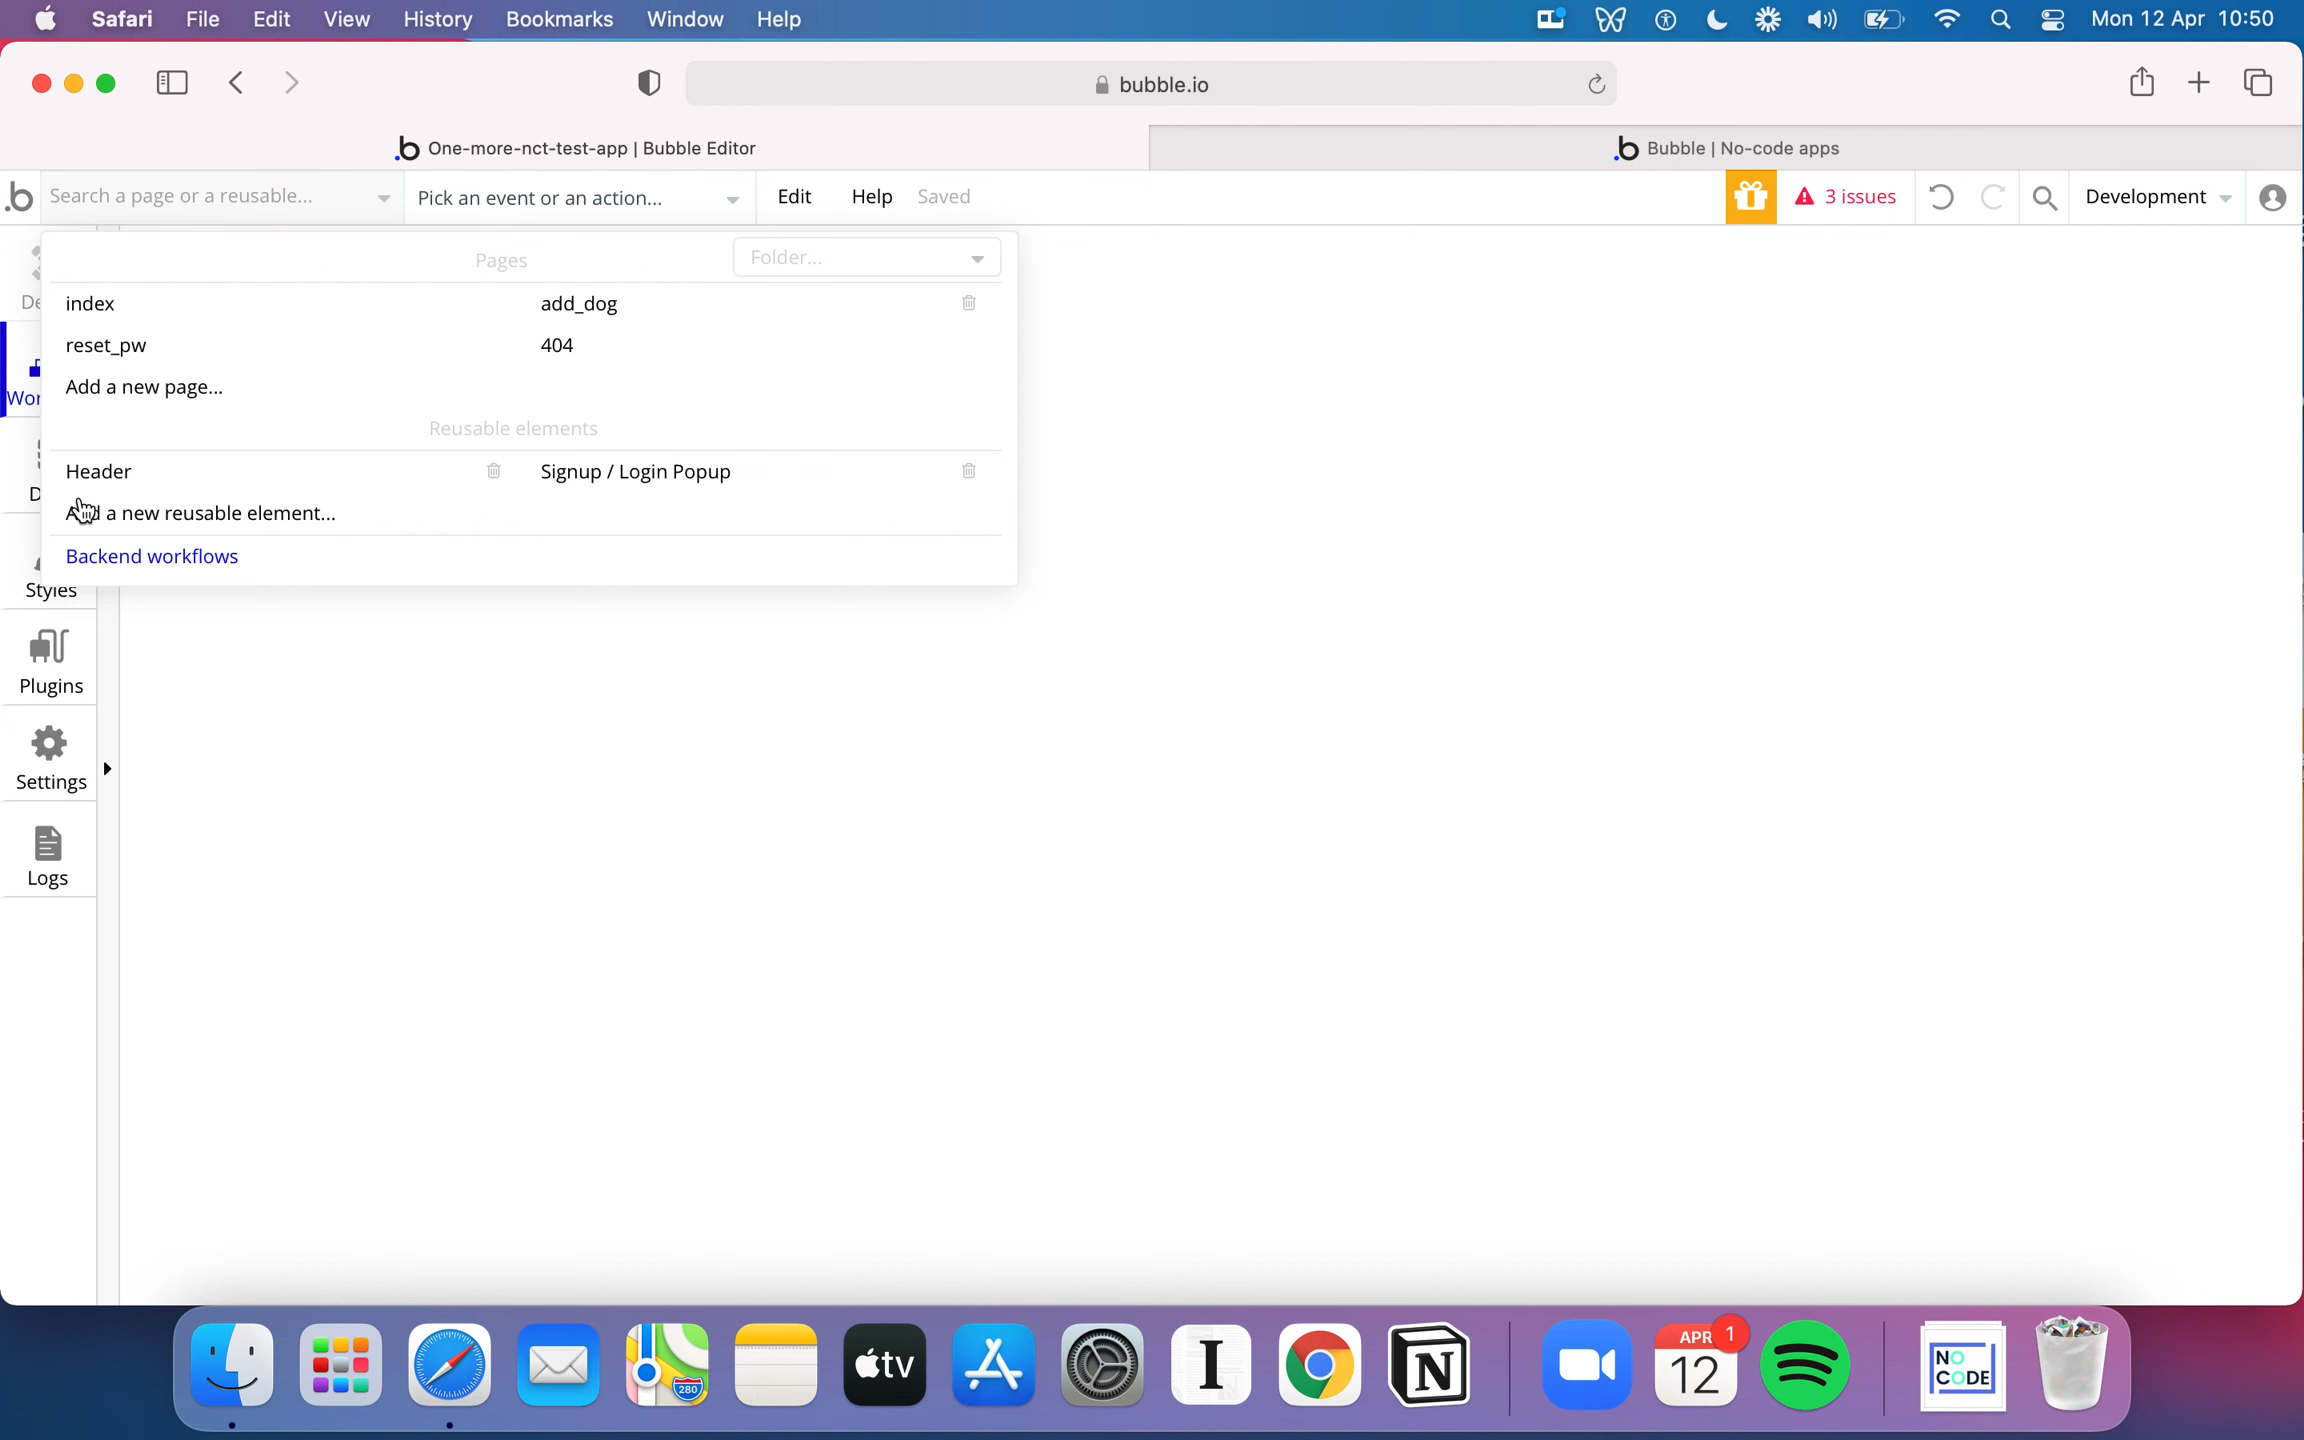 Safari File Edit View History Bookmarks Window Help Mon 12 Apr 10:50
bubble.io
One-more-nct-test-app | Bubble Editor
Bubble | No-code apps
Search a page or a reusable...
Pick an event or an action...
Edit Help Saved
3 issues
Development
Pages
Folder...
index
add_dog
reset_pw
404
Add a new page...
Reusable elements
Header
Signup / Login Popup
a new reusable element...
Backend workflows
Styles
Plugins
Settings
Logs
280
tv
I
N
APR
1
12
NO
CODE